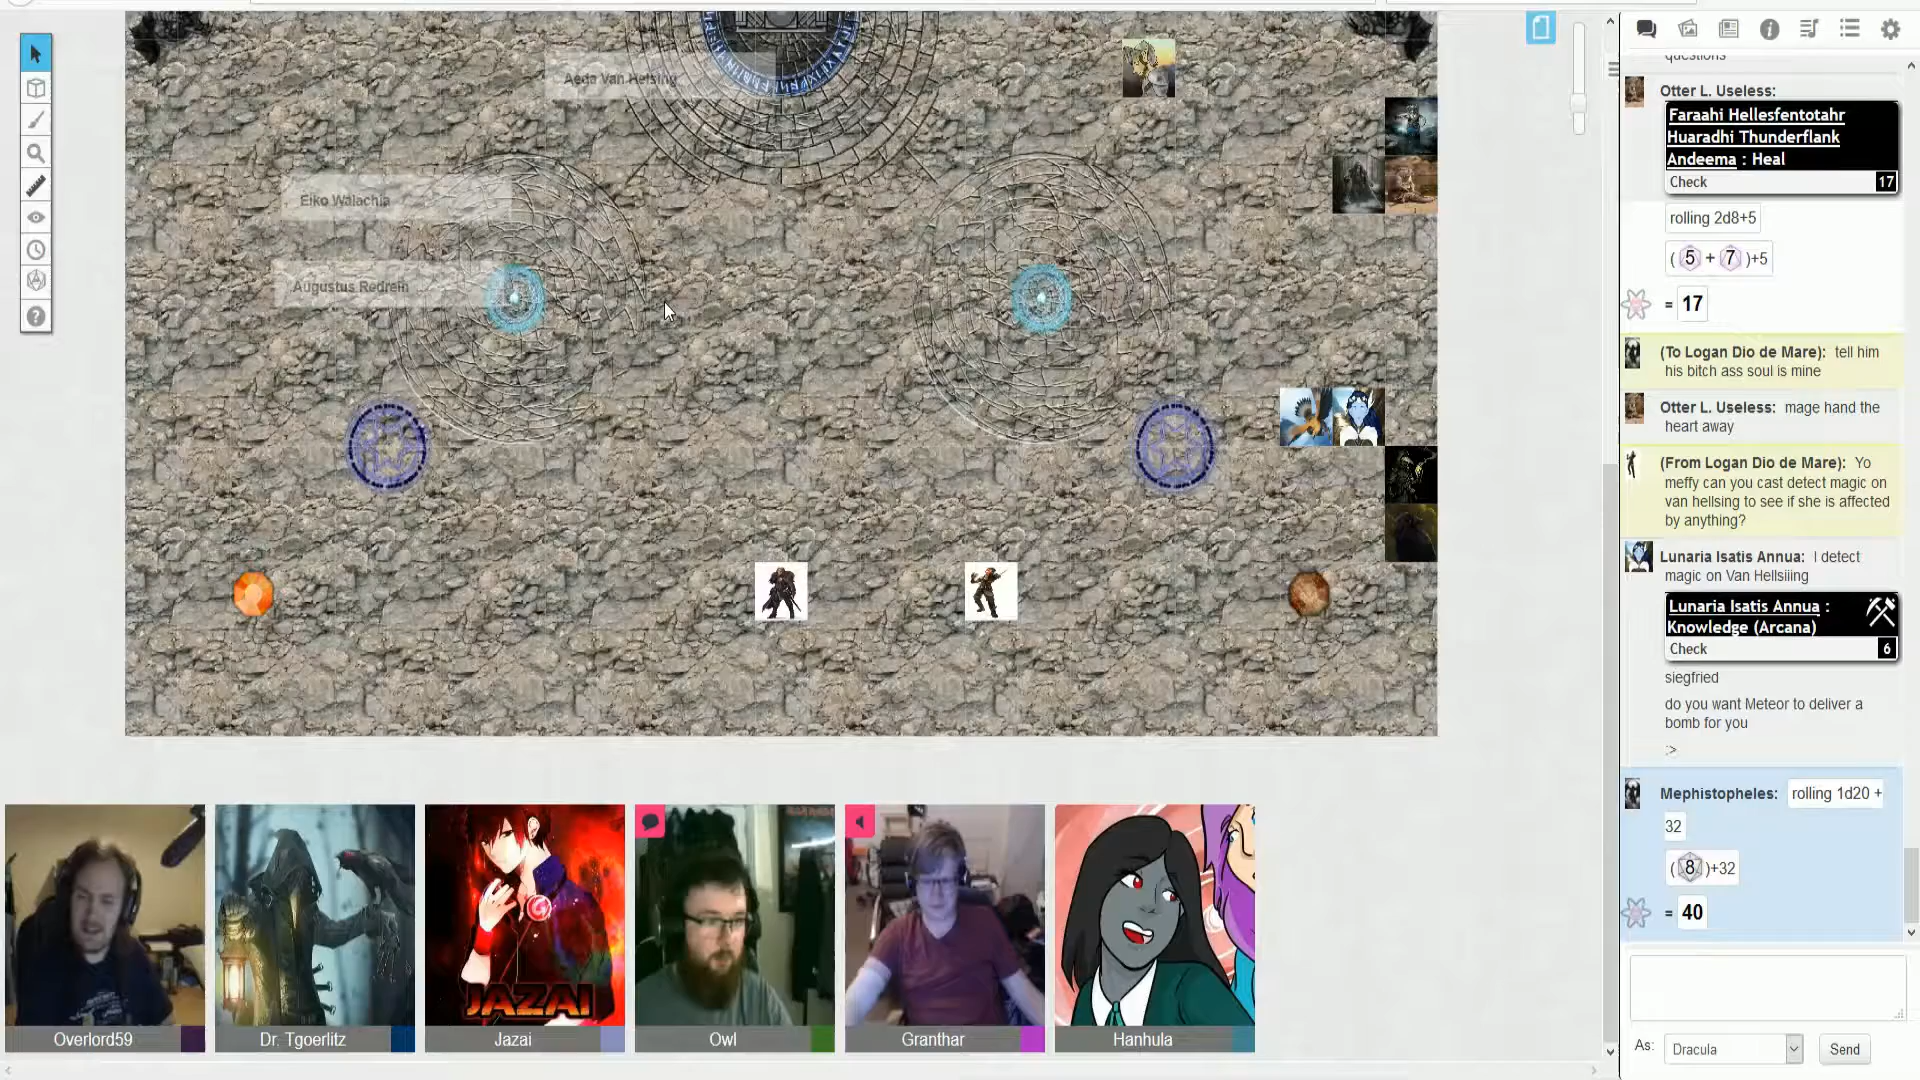 Aeda Van Helsing
Eiko Walachia
Augustus Redrein
questions
Otter L. Useless:
Faraahi Hellesfentotahr
Huaradhi Thunderflank
Andeema : Heal
Check 17
rolling 2d8+5
( 5 + 7 )+5
= 17
(To Logan Dio de Mare): tell him
his bitch ass soul is mine
Otter L. Useless: mage hand the
heart away
(From Logan Dio de Mare): Yo
meffy can you cast detect magic on
van hellsing to see if she is affected
by anything?
Lunaria Isatis Annua: I detect
magic on Van Hellsiiing
Lunaria Isatis Annua :
Knowledge (Arcana)
Check 6
siegfried
do you want Meteor to deliver a
bomb for you
:>
Mephistopheles: rolling 1d20 +
32
( 8 )+32
= 40
As: Dracula Send
JAZAI
Overlord59
Dr. Tgoerlitz
Jazai
Owl
Granthar
Hanhula